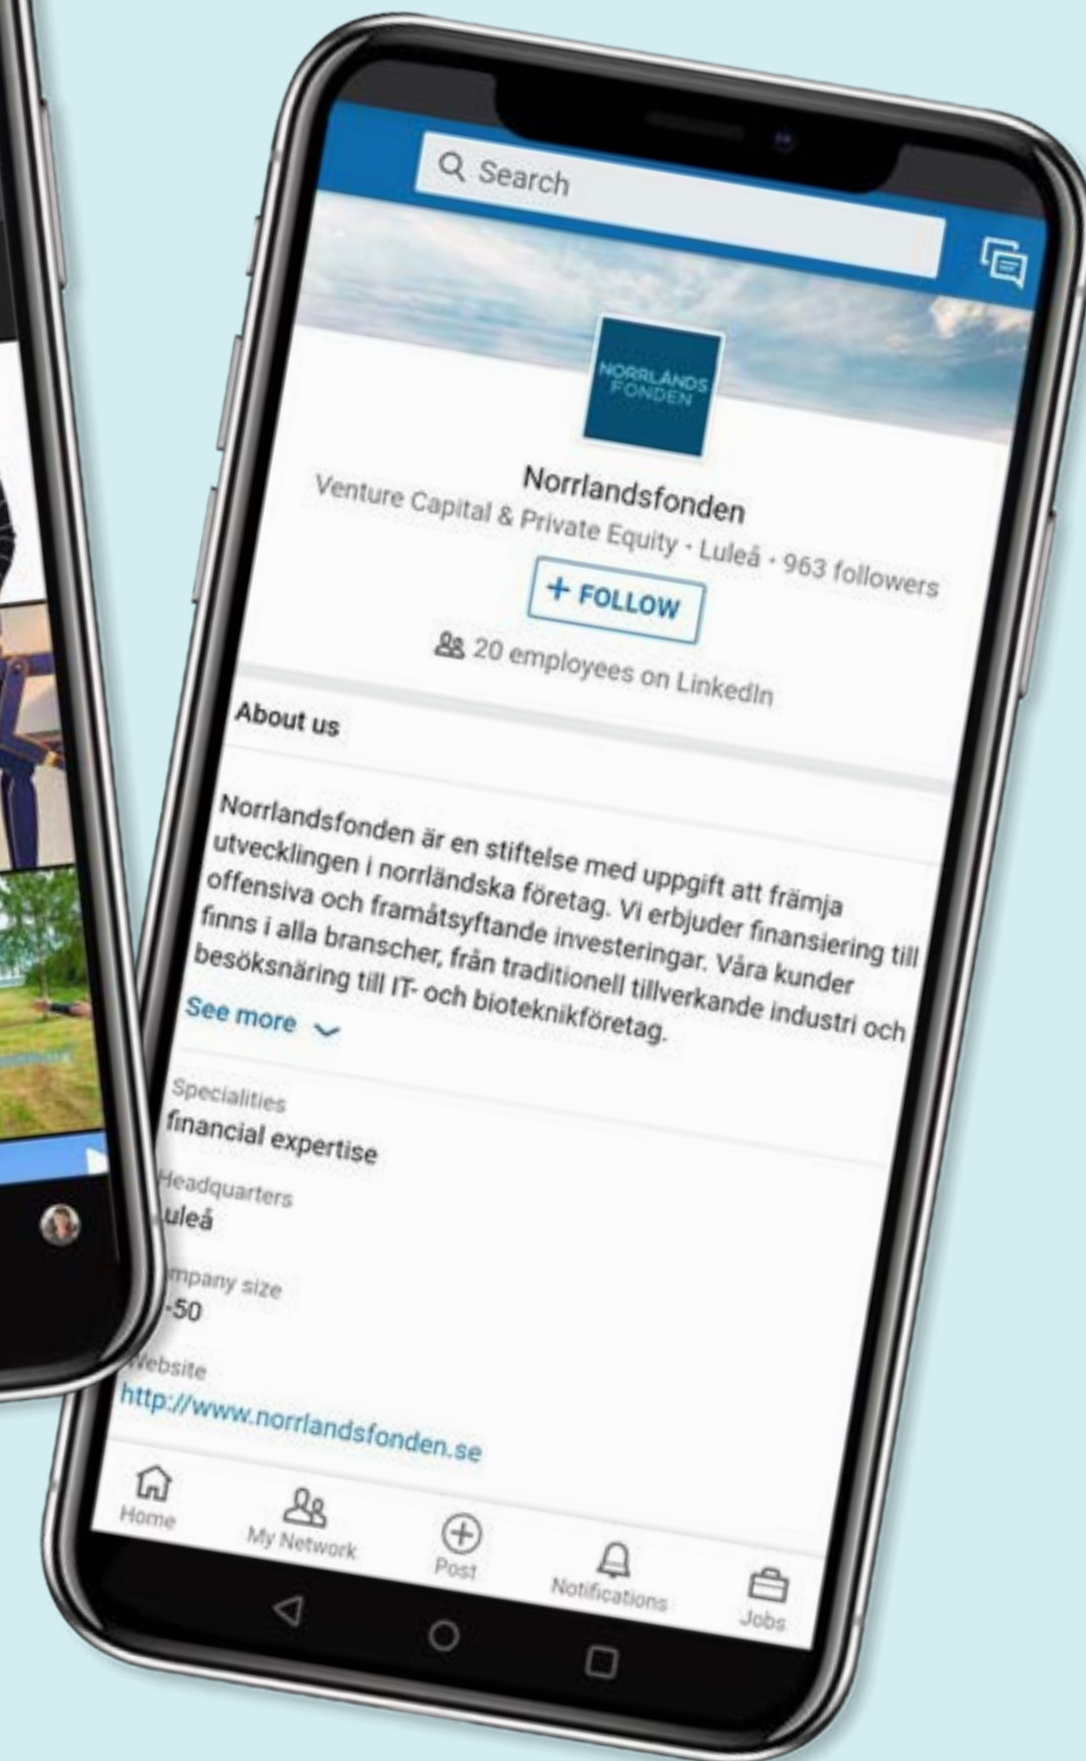 Search
NORRLANDS
FONDEN
Norrlandsfonden
Venture Capital & Private Equity • Luleå • 963 followers
+ FOLLOW
20 employees on LinkedIn
About us
Norrlandsfonden är en stiftelse med uppgift att främja
utvecklingen i norrländska företag. Vi erbjuder finansiering till
offensiva och framåtsyftande investeringar. Våra kunder
finns i alla branscher, från traditionell tillverkande industri och
besöksnäring till IT- och bioteknikföretag.
See more
Specialities
financial expertise
Headquarters
uleå
mpany size
-50
Website
http://www.norrlandsfonden.se
Home
My Network
Post
Notifications
Jobs